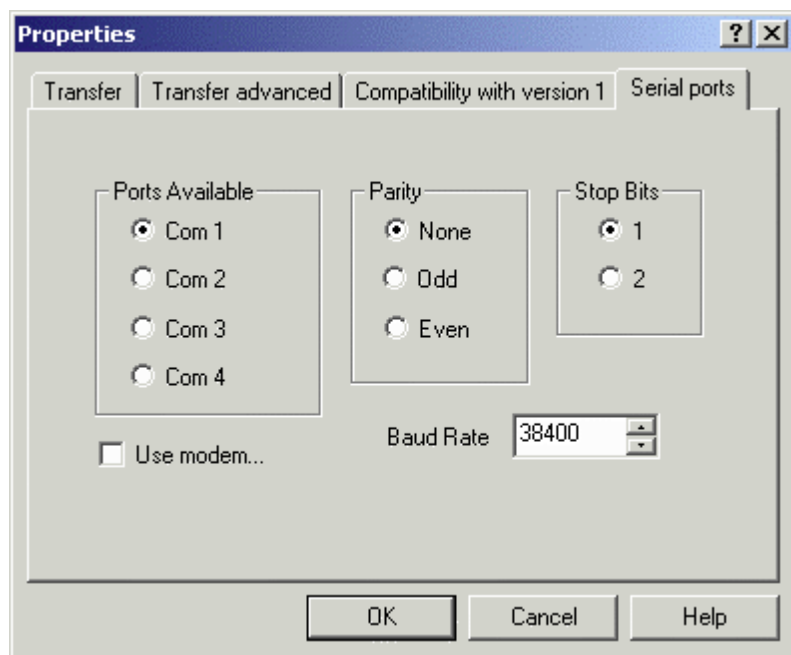 Properties
Transfer
Transfer advanced
Compatibility with version 1
Serial ports
Ports Available
Com 1
Com 2
Com 3
Com 4
Parity
None
Odd
Even
Stop Bits
1
2
Use modem...
Baud Rate
38400
OK
Cancel
Help